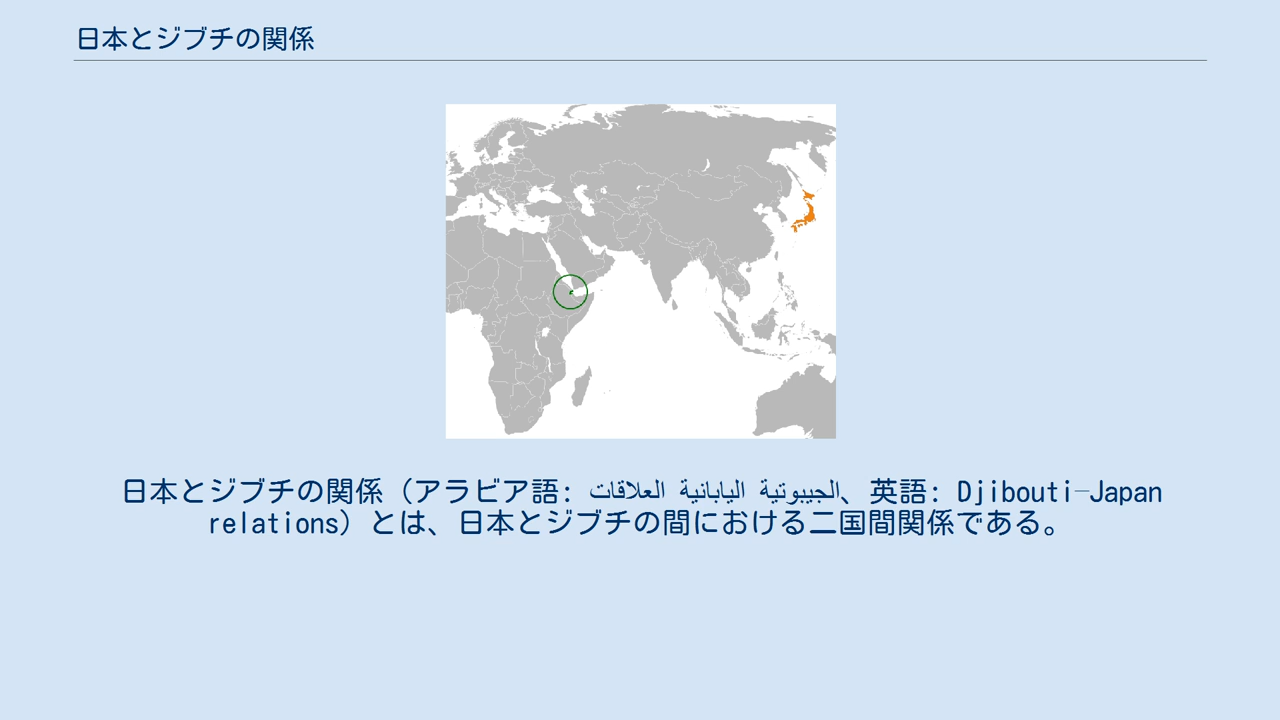 日本とジブチの関係
日本とジブチの関係（アラビア語: العلاقات اليابانية الجيبوتية、英語: Djibouti–Japan
relations）とは、日本とジブチの間における二国間関係である。